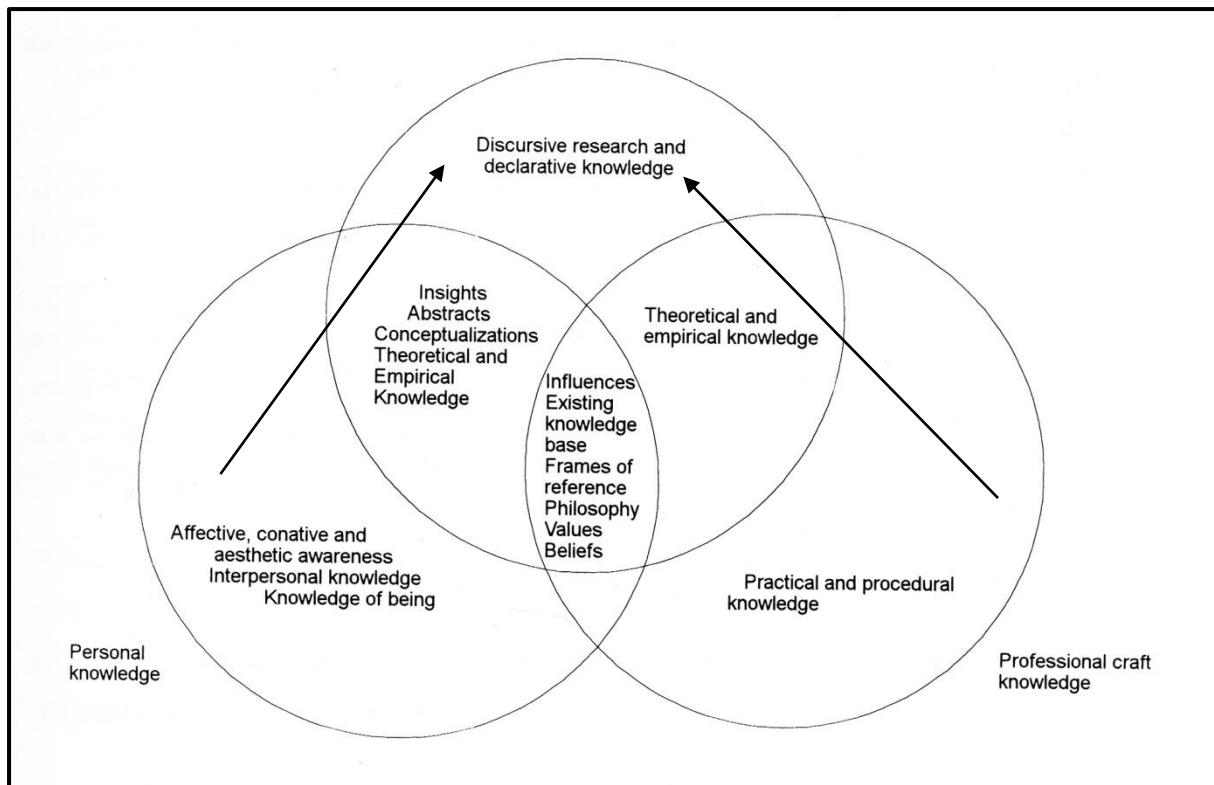 Discursive research and
declarative knowledge
Insights
Abstracts
Conceptualizations
Theoretical and
Empirical
Knowledge
Theoretical and
empirical knowledge
Influences
Existing
knowledge
base
Frames of
reference
Philosophy
Values
Beliefs
Affective, conative and
aesthetic awareness
Interpersonal knowledge
Knowledge of being
Practical and procedural
knowledge
Personal
knowledge
Professional craft
knowledge